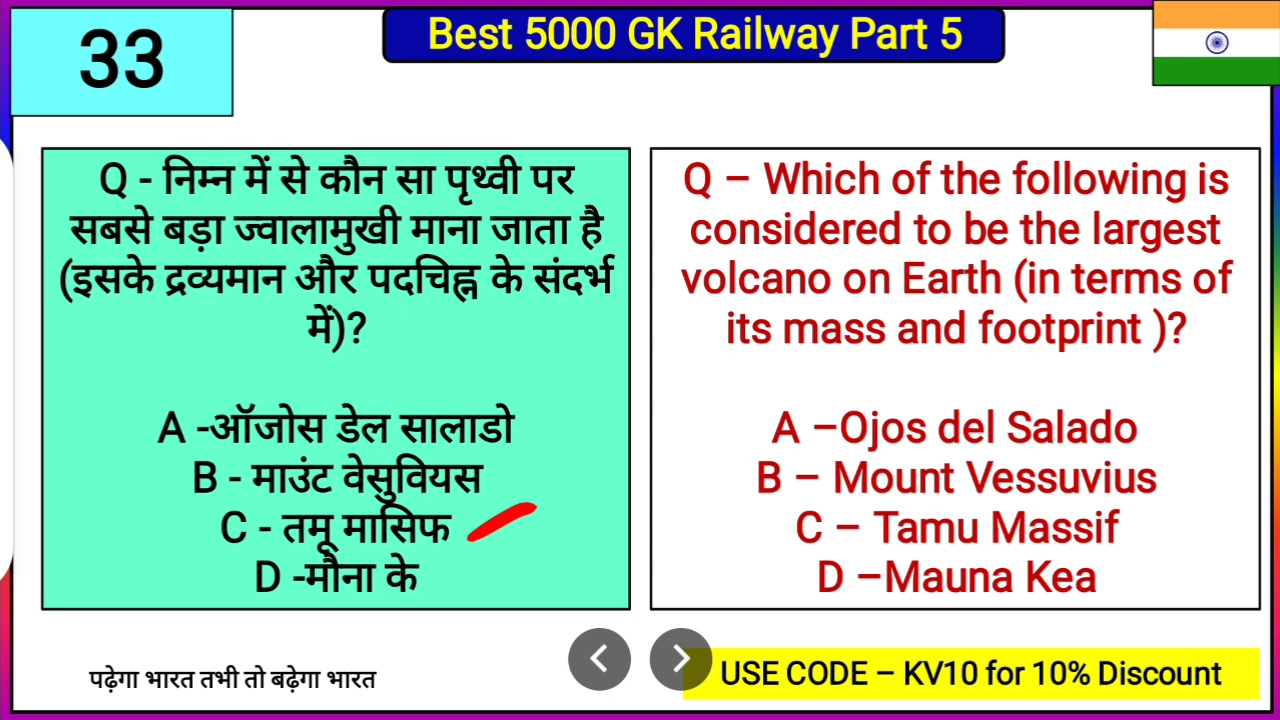 33
Best 5000 GK Railway Part 5
Q - निम्न में से कौन सा पृथ्वी पर
सबसे बड़ा ज्वालामुखी माना जाता है
(इसके द्रव्यमान और पदचिह्न के संदर्भ
में)?
A -ऑजोस डेल सालाडो
B - माउंट वेसुवियस
C - तमू मासिफ
D -मौना के
Q – Which of the following is
considered to be the largest
volcano on Earth (in terms of
its mass and footprint )?
A –Ojos del Salado
B – Mount Vessuvius
C – Tamu Massif
D –Mauna Kea
पढ़ेगा भारत तभी तो बढ़ेगा भारत
USE CODE – KV10 for 10% Discount